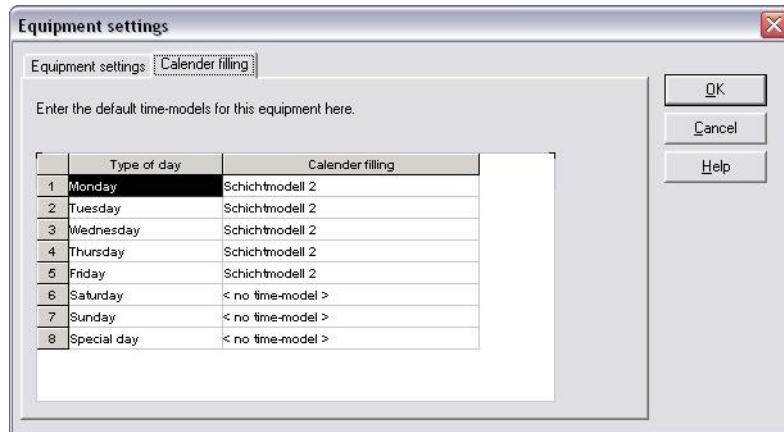 Equipment settings
Equipment settings Calender filling
Enter the default time-models for this equipment here.
Type of day Calender filling
1 Monday Schichtmodell 2
2 Tuesday Schichtmodell 2
3 Wednesday Schichtmodell 2
4 Thursday Schichtmodell 2
5 Friday Schichtmodell 2
6 Saturday < no time-model >
7 Sunday < no time-model >
8 Special day < no time-model >
OK
Cancel
Help